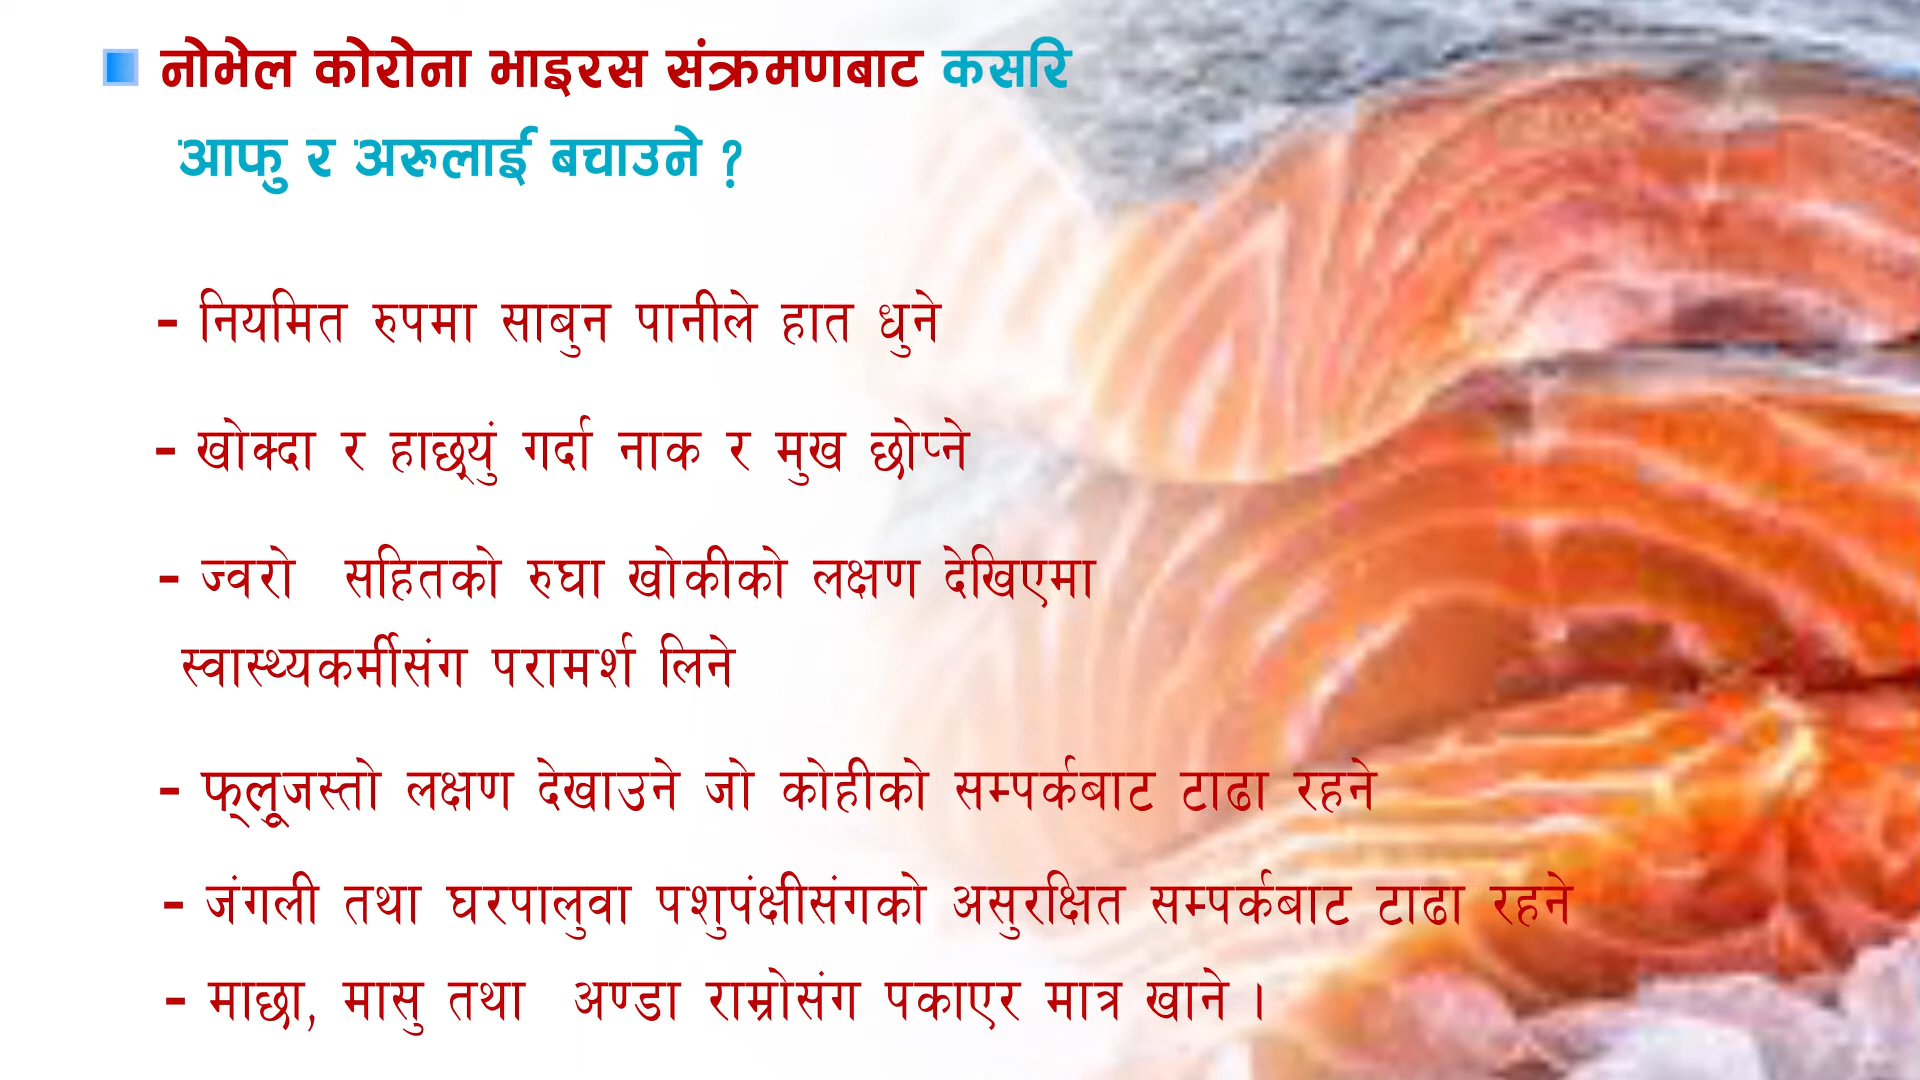 नोभेल कोरोना भाइरस संक्रमणबाट कसरि
आफु र अरूलाई बचाउने ?
- नियमित रुपमा साबुन पानीले हात धुने
- खोक्दा र हाछ्युं गर्दा नाक र मुख छोप्ने
- ज्वरो सहितको रुघा खोकीको लक्षण देखिएमा
स्वास्थ्यकर्मीसंग परामर्श लिने
- फ्लूजस्तो लक्षण देखाउने जो कोहीको सम्पर्कबाट टाढा रहने
- जंगली तथा घरपालुवा पशुपंक्षीसंगको असुरक्षित सम्पर्कबाट टाढा रहने
- माछा, मासु तथा अण्डा राम्रोसंग पकाएर मात्र खाने ।